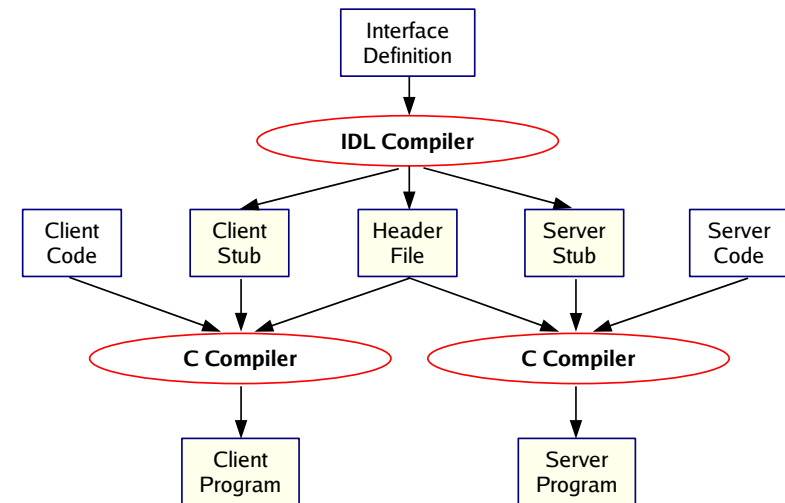 Interface
Definition
IDL Compiler
Client
Code
Client
Stub
Header
File
Server
Stub
Server
Code
C Compiler
C Compiler
Client
Program
Server
Program